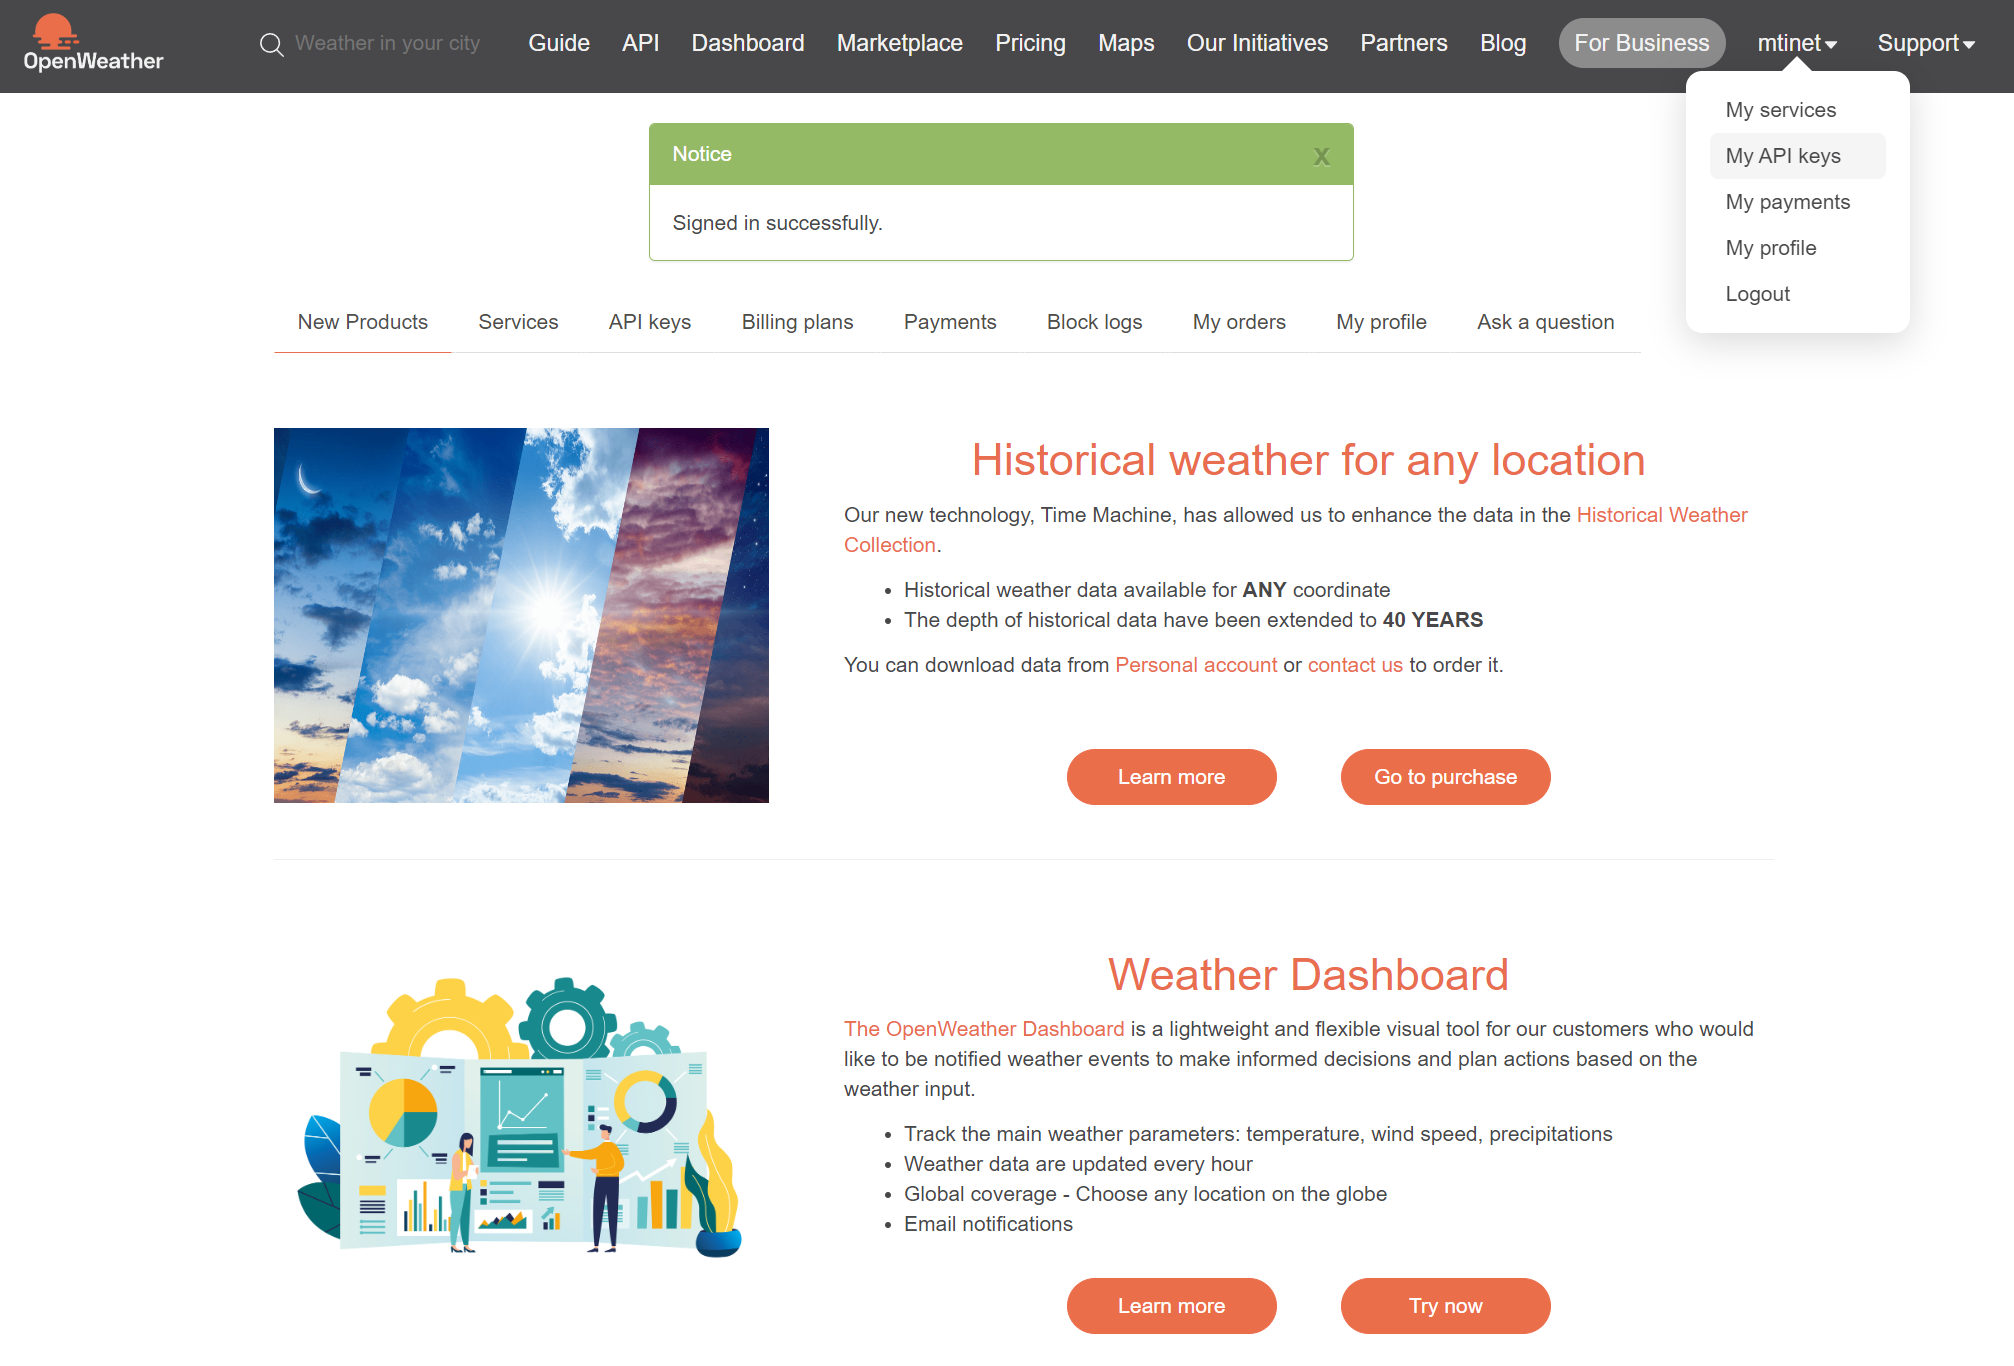 OpenWeather
Weather in your city
Guide API Dashboard Marketplace Pricing Maps Our Initiatives Partners Blog For Business mtinet Support
My services
My API keys
My payments
My profile
Logout
Notice x
Signed in successfully.
New Products Services API keys Billing plans Payments Block logs My orders My profile Ask a question
Historical weather for any location
Our new technology, Time Machine, has allowed us to enhance the data in the Historical Weather
Collection.
• Historical weather data available for ANY coordinate
• The depth of historical data have been extended to 40 YEARS
You can download data from Personal account or contact us to order it.
Learn more Go to purchase
Weather Dashboard
The OpenWeather Dashboard is a lightweight and flexible visual tool for our customers who would
like to be notified weather events to make informed decisions and plan actions based on the
weather input.
• Track the main weather parameters: temperature, wind speed, precipitations
• Weather data are updated every hour
• Global coverage - Choose any location on the globe
• Email notifications
Learn more Try now